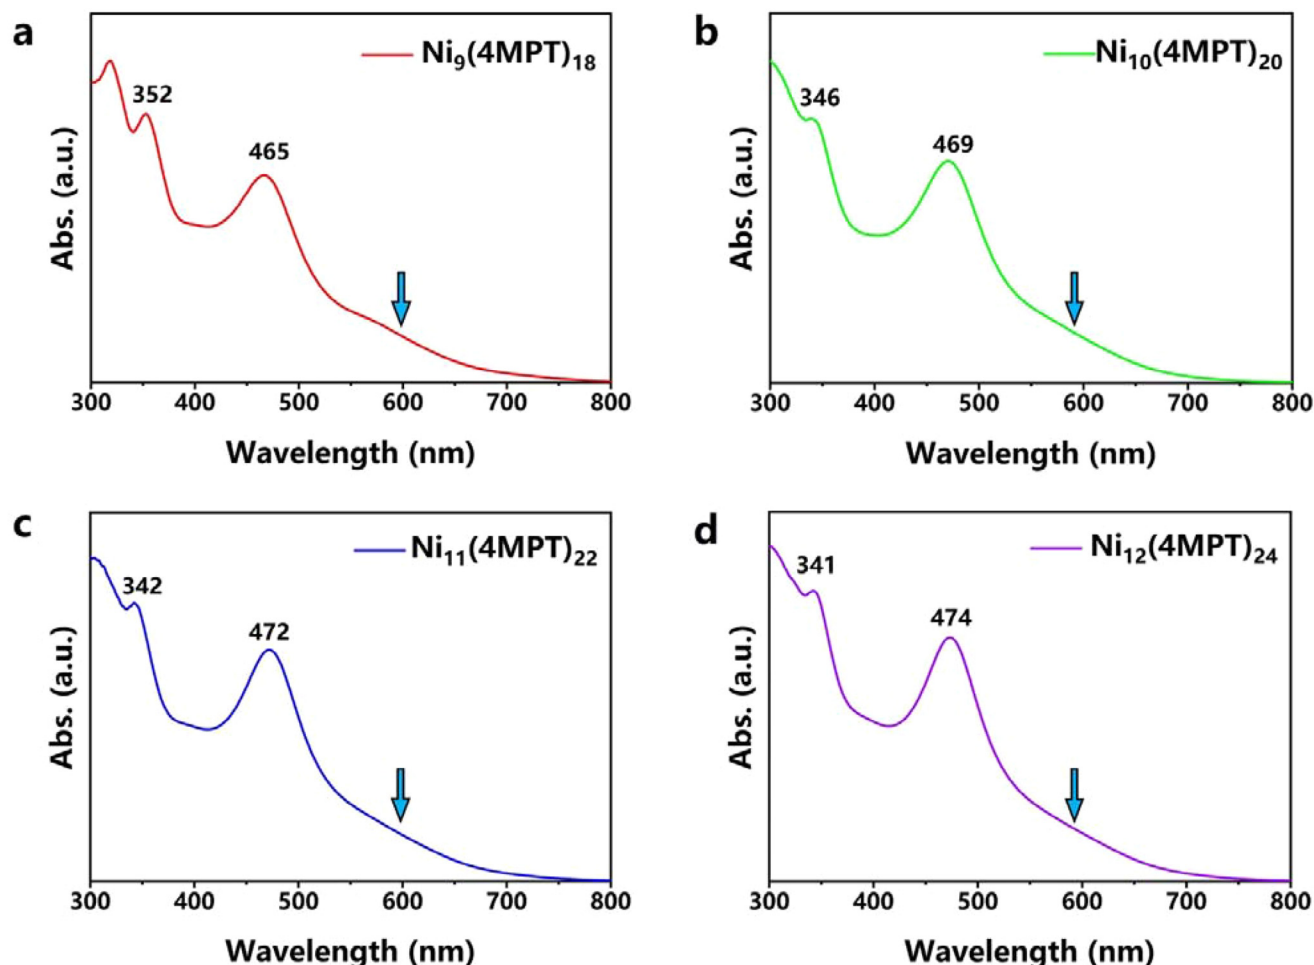 a
Ni₉(4MPT)₁₈
352
465
Abs. (a.u.)
300 400 500 600 700 800
Wavelength (nm)
b
Ni₁₀(4MPT)₂₀
346
469
Abs. (a.u.)
300 400 500 600 700 800
Wavelength (nm)
c
Ni₁₁(4MPT)₂₂
342
472
Abs. (a.u.)
300 400 500 600 700 800
Wavelength (nm)
d
Ni₁₂(4MPT)₂₄
341
474
Abs. (a.u.)
300 400 500 600 700 800
Wavelength (nm)